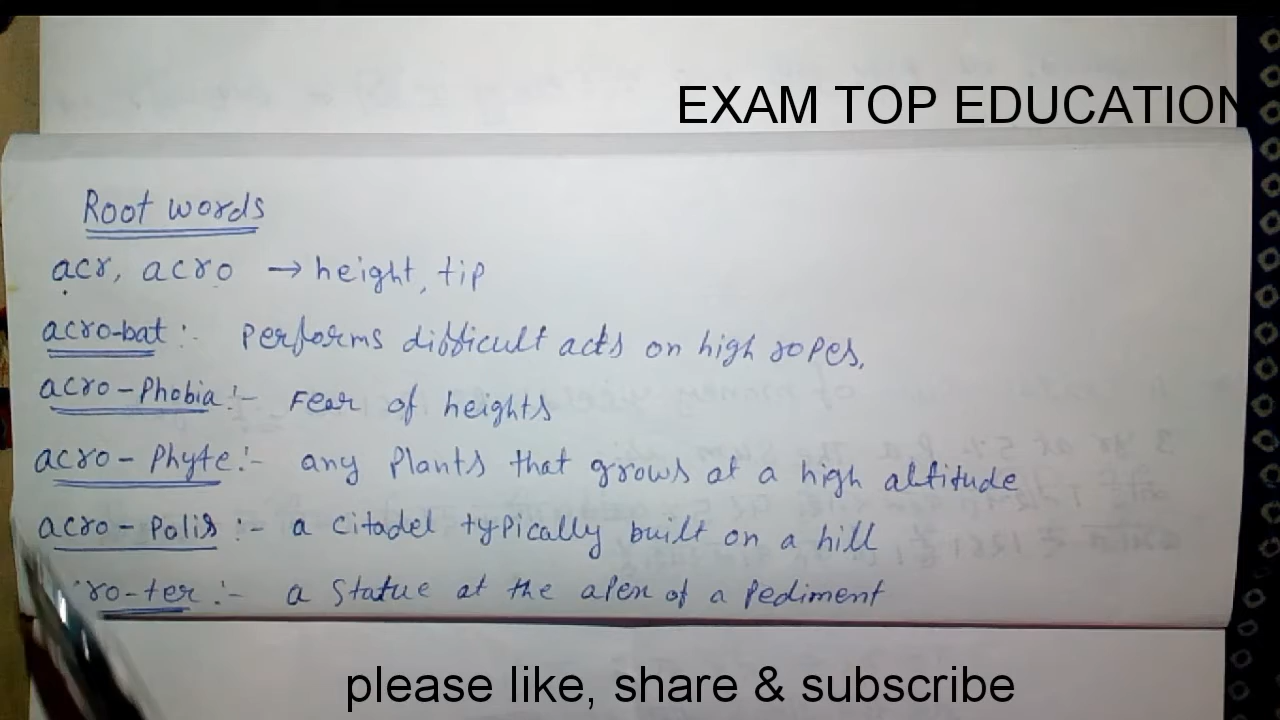 EXAM TOP EDUCATION
Root words
acr, acro → height, tip
acro-bat :- Performs difficult acts on high ropes.
acro-Phobia :- Fear of heights
acro-Phyte :- any Plants that grows at a high altitude
acro-Polis :- a citadel typically built on a hill
ro-ter :- a statue at the apex of a Pediment
please like, share & subscribe